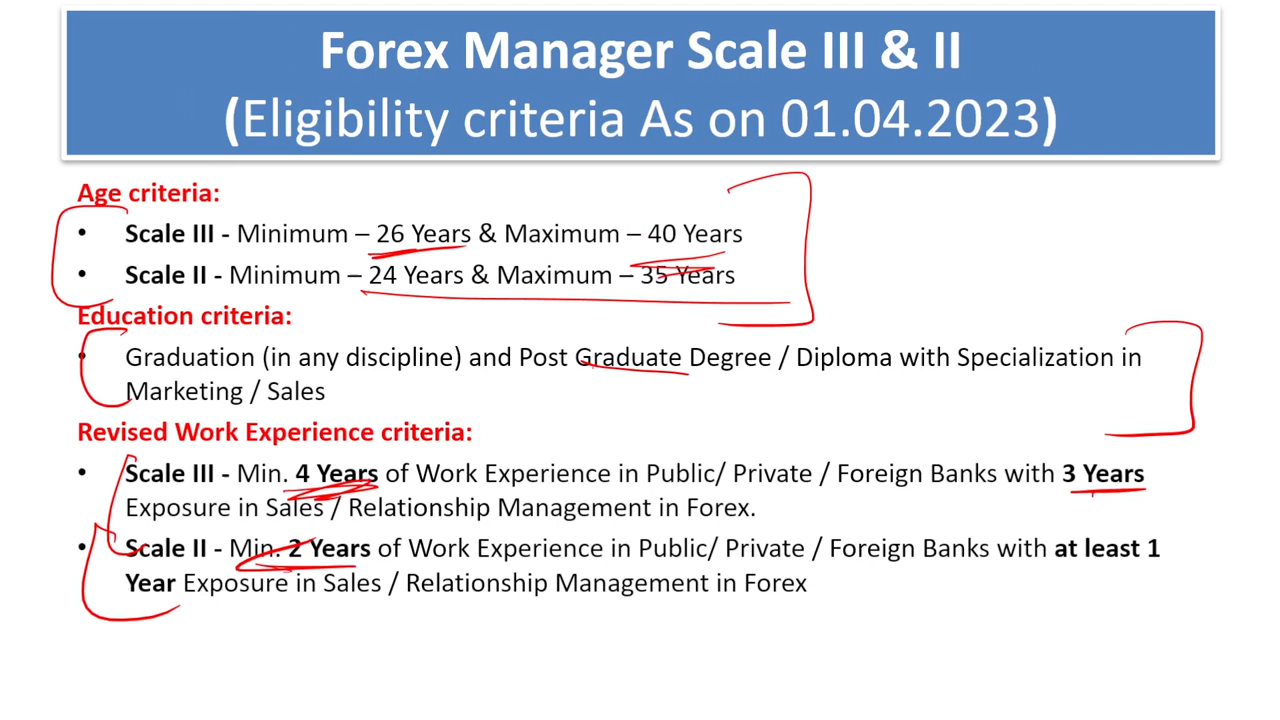 Forex Manager Scale III & II
(Eligibility criteria As on 01.04.2023)
Age criteria:
• Scale III - Minimum – 26 Years & Maximum – 40 Years
• Scale II - Minimum – 24 Years & Maximum – 35 Years
Education criteria:
• Graduation (in any discipline) and Post Graduate Degree / Diploma with Specialization in
Marketing / Sales
Revised Work Experience criteria:
• Scale III - Min. 4 Years of Work Experience in Public/ Private / Foreign Banks with 3 Years
Exposure in Sales / Relationship Management in Forex.
• Scale II - Min. 2 Years of Work Experience in Public/ Private / Foreign Banks with at least 1
Year Exposure in Sales / Relationship Management in Forex